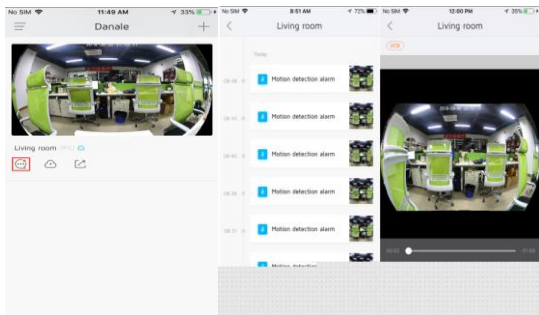 No SIM 11:49 AM 33%
Danale
Living room
No SIM 8:51 AM 72%
Living room
Today
Motion detection alarm
Motion detection alarm
Motion detection alarm
Motion detection alarm
Motion detection alarm
No SIM 12:00 PM 35%
Living room